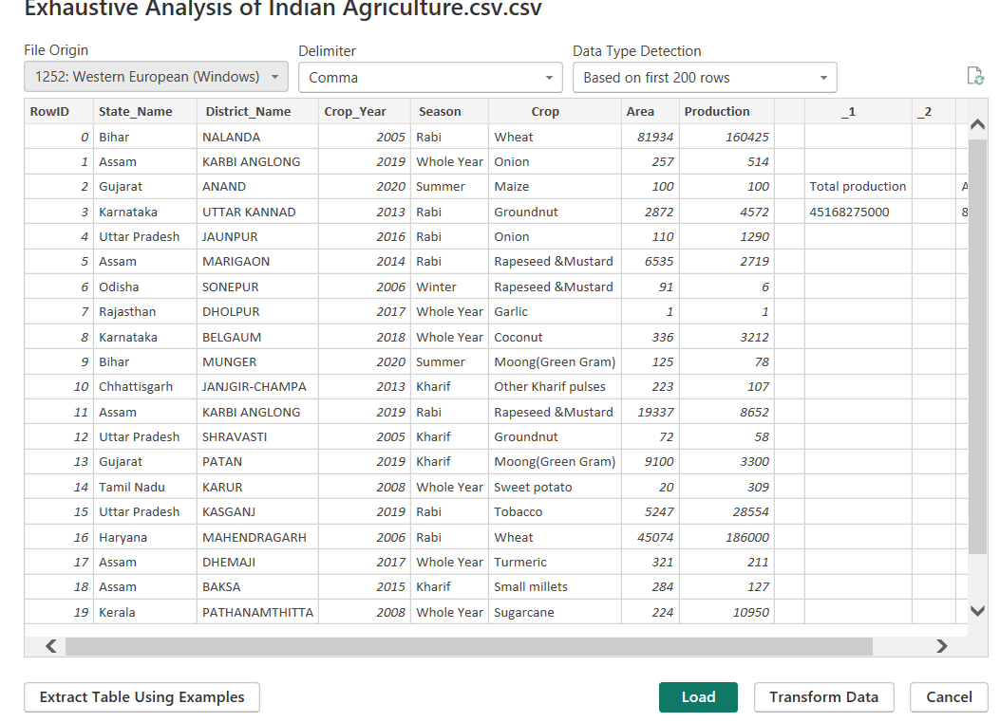 Exhaustive Analysis of Indian Agriculture.csv.csv
File Origin Delimiter Data Type Detection
1252: Western European (Windows) Comma Based on first 200 rows
RowID State_Name District_Name Crop_Year Season Crop Area Production _1 _2
0 Bihar NALANDA 2005 Rabi Wheat 81934 160425
1 Assam KARBI ANGLONG 2019 Whole Year Onion 257 514
2 Gujarat ANAND 2020 Summer Maize 100 100 Total production A
3 Karnataka UTTAR KANNAD 2013 Rabi Groundnut 2872 4572 45168275000 8
4 Uttar Pradesh JAUNPUR 2016 Rabi Onion 110 1290
5 Assam MARIGAON 2014 Rabi Rapeseed &Mustard 6535 2719
6 Odisha SONEPUR 2006 Winter Rapeseed &Mustard 91 6
7 Rajasthan DHOLPUR 2017 Whole Year Garlic 1 1
8 Karnataka BELGAUM 2018 Whole Year Coconut 336 3212
9 Bihar MUNGER 2020 Summer Moong(Green Gram) 125 78
10 Chhattisgarh JANJGIR-CHAMPA 2013 Kharif Other Kharif pulses 223 107
11 Assam KARBI ANGLONG 2019 Rabi Rapeseed &Mustard 19337 8652
12 Uttar Pradesh SHRAVASTI 2005 Kharif Groundnut 72 58
13 Gujarat PATAN 2019 Kharif Moong(Green Gram) 9100 3300
14 Tamil Nadu KARUR 2008 Whole Year Sweet potato 20 309
15 Uttar Pradesh KASGANJ 2019 Rabi Tobacco 5247 28554
16 Haryana MAHENDRAGARH 2006 Rabi Wheat 45074 186000
17 Assam DHEMAJI 2017 Whole Year Turmeric 321 211
18 Assam BAKSA 2015 Kharif Small millets 284 127
19 Kerala PATHANAMTHITTA 2008 Whole Year Sugarcane 224 10950
Extract Table Using Examples Load Transform Data Cancel